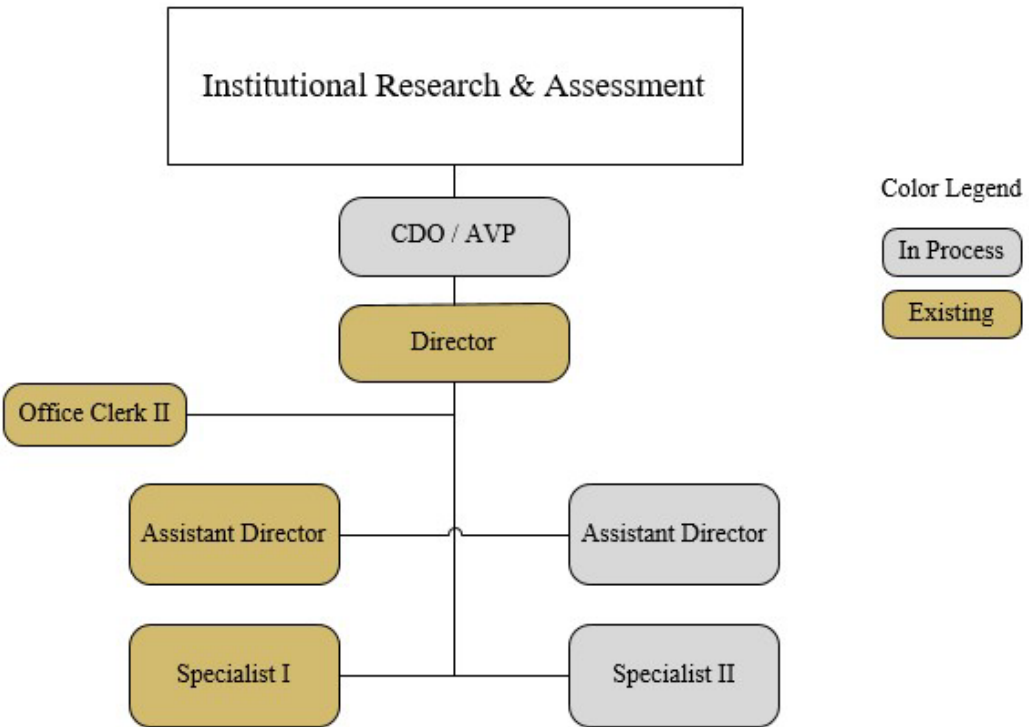 Institutional Research & Assessment
CDO / AVP
Color Legend
In Process
Existing
Director
Office Clerk II
Assistant Director
Assistant Director
Specialist I
Specialist II